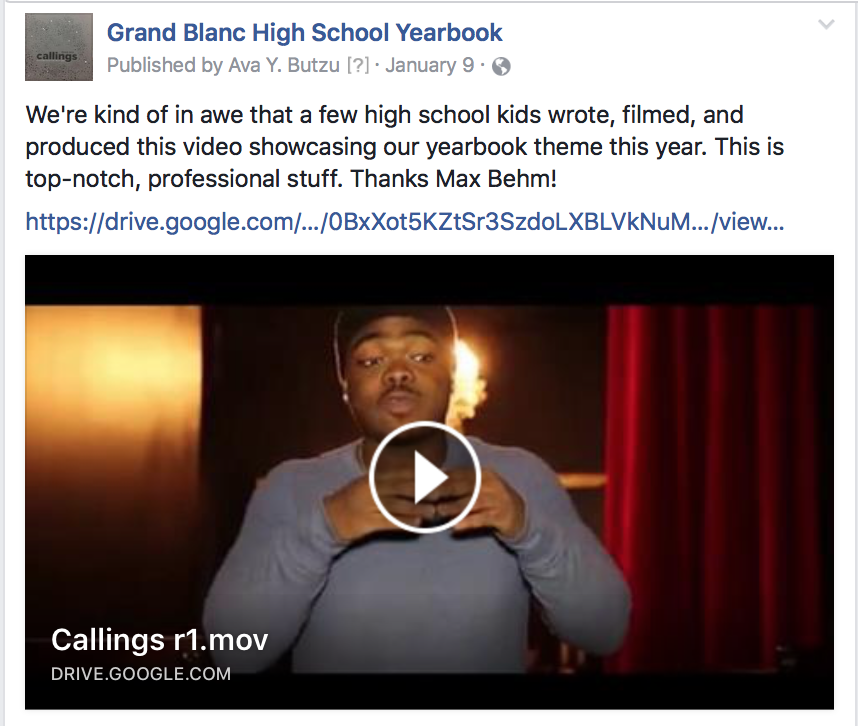 callings
Grand Blanc High School Yearbook
Published by Ava Y. Butzu [?] · January 9 ·
We're kind of in awe that a few high school kids wrote, filmed, and
produced this video showcasing our yearbook theme this year. This is
top-notch, professional stuff. Thanks Max Behm!
https://drive.google.com/.../0BxXot5KZtSr3SzdoLXBLVkNuM.../view...
Callings r1.mov
DRIVE.GOOGLE.COM